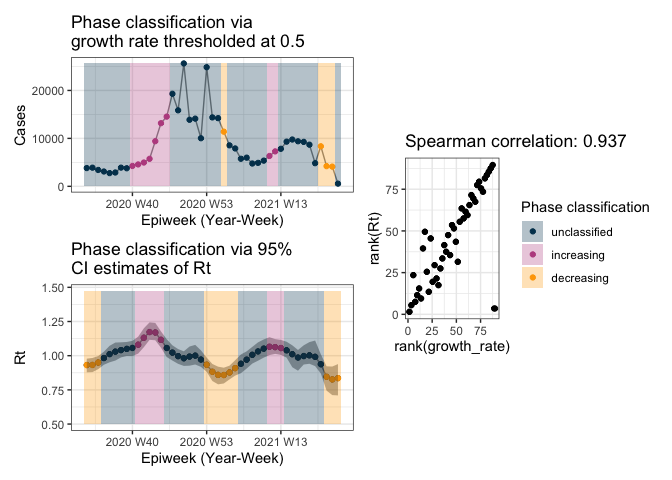 Phase classification via
growth rate thresholded at 0.5
Cases
20000
10000
0
2020 W40
2020 W53
2021 W13
Epiweek (Year-Week)
Phase classification via 95%
CI estimates of Rt
Rt
1.50
1.25
1.00
0.75
0.50
2020 W40
2020 W53
2021 W13
Epiweek (Year-Week)
Spearman correlation: 0.937
rank(Rt)
75
50
25
0
0
25
50
75
rank(growth_rate)
Phase classification
unclassified
increasing
decreasing